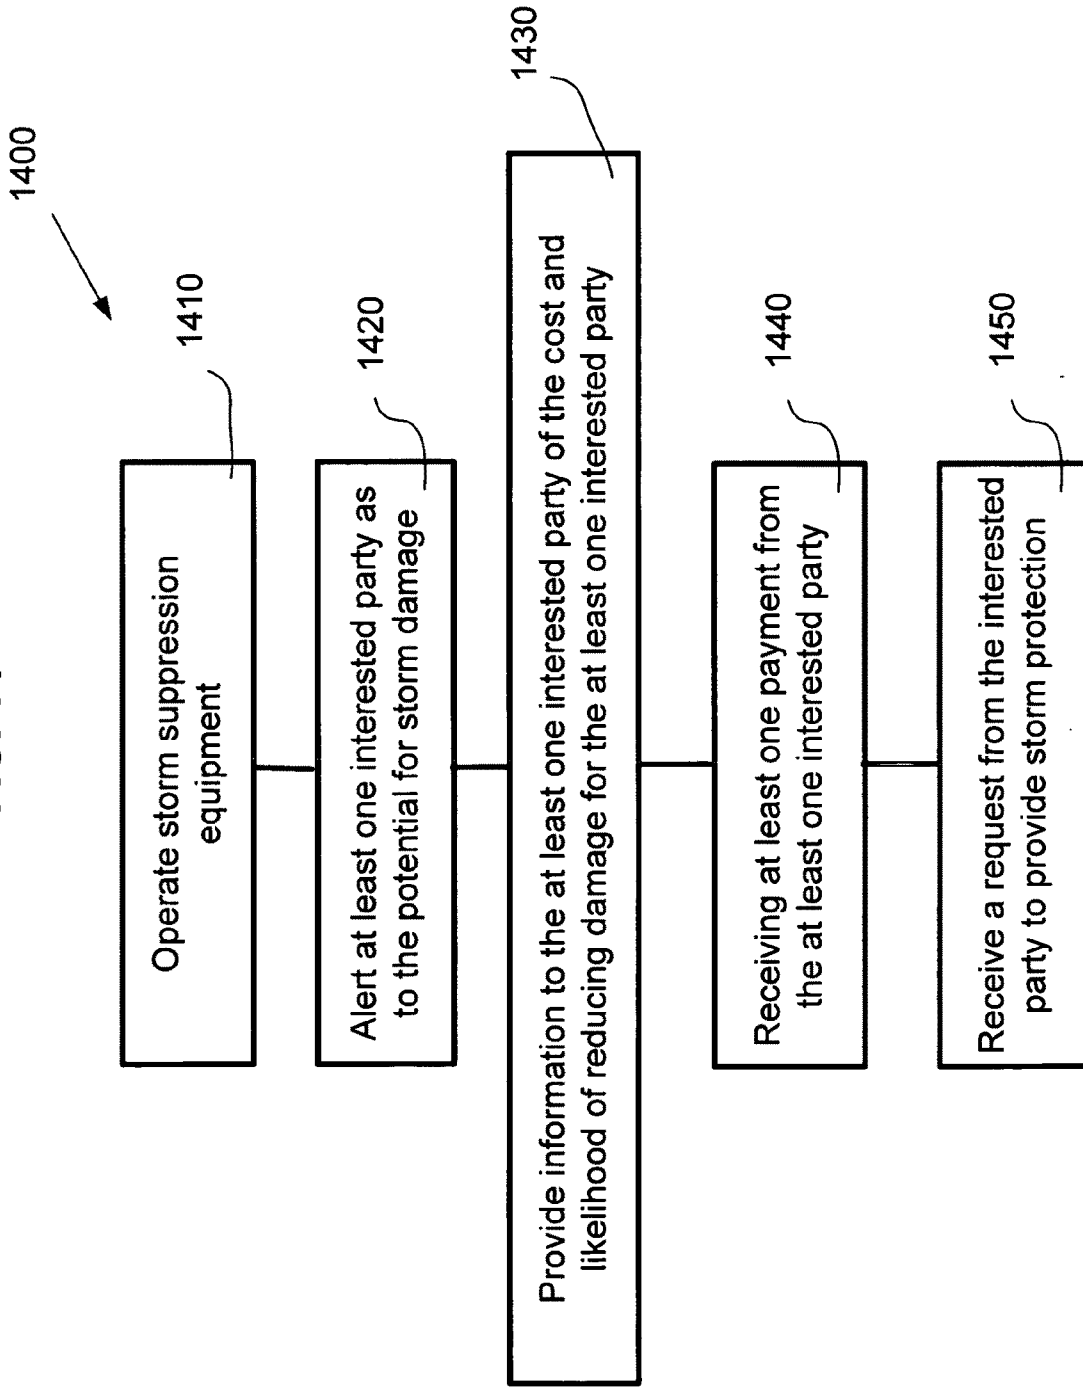 1400
Operate storm suppression
equipment
1410
Alert at least one interested party as
to the potential for storm damage
1420
Provide information to the at least one interested party of the cost and
likelihood of reducing damage for the at least one interested party
1430
Receiving at least one payment from
the at least one interested party
1440
Receive a request from the interested
party to provide storm protection
1450